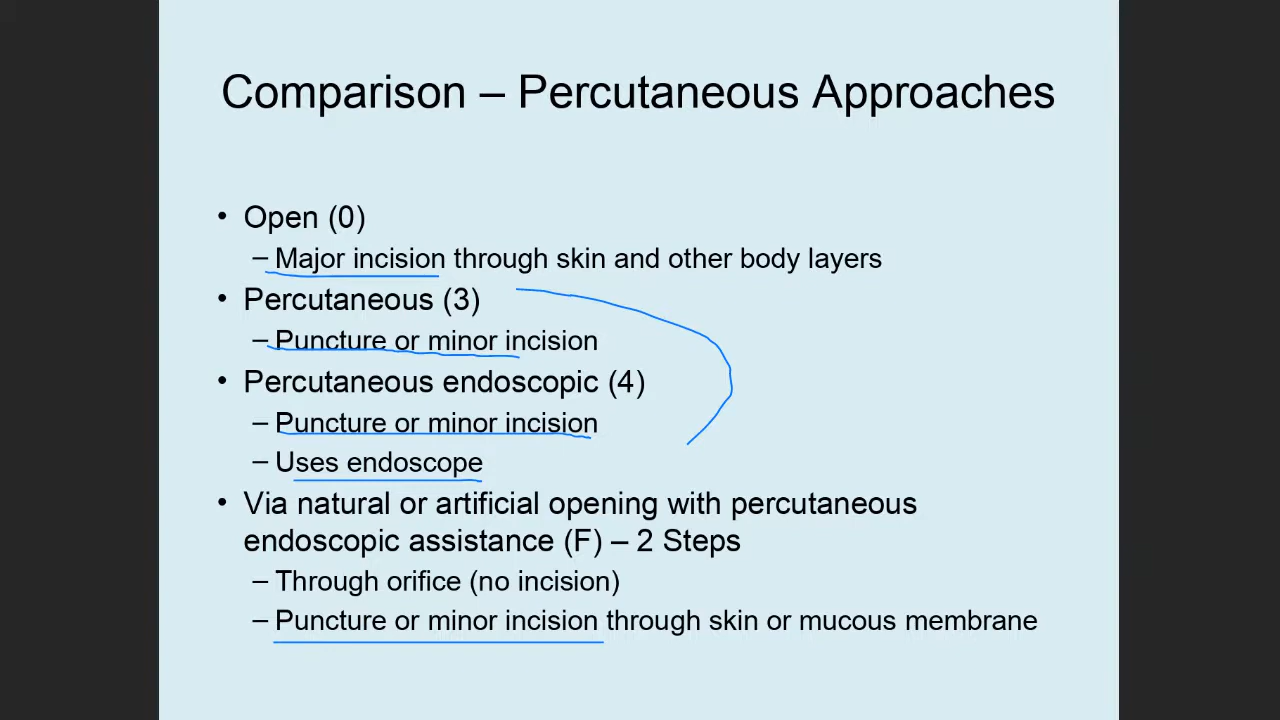 Comparison – Percutaneous Approaches
• Open (0)
– Major incision through skin and other body layers
• Percutaneous (3)
– Puncture or minor incision
• Percutaneous endoscopic (4)
– Puncture or minor incision
– Uses endoscope
• Via natural or artificial opening with percutaneous
endoscopic assistance (F) – 2 Steps
– Through orifice (no incision)
– Puncture or minor incision through skin or mucous membrane